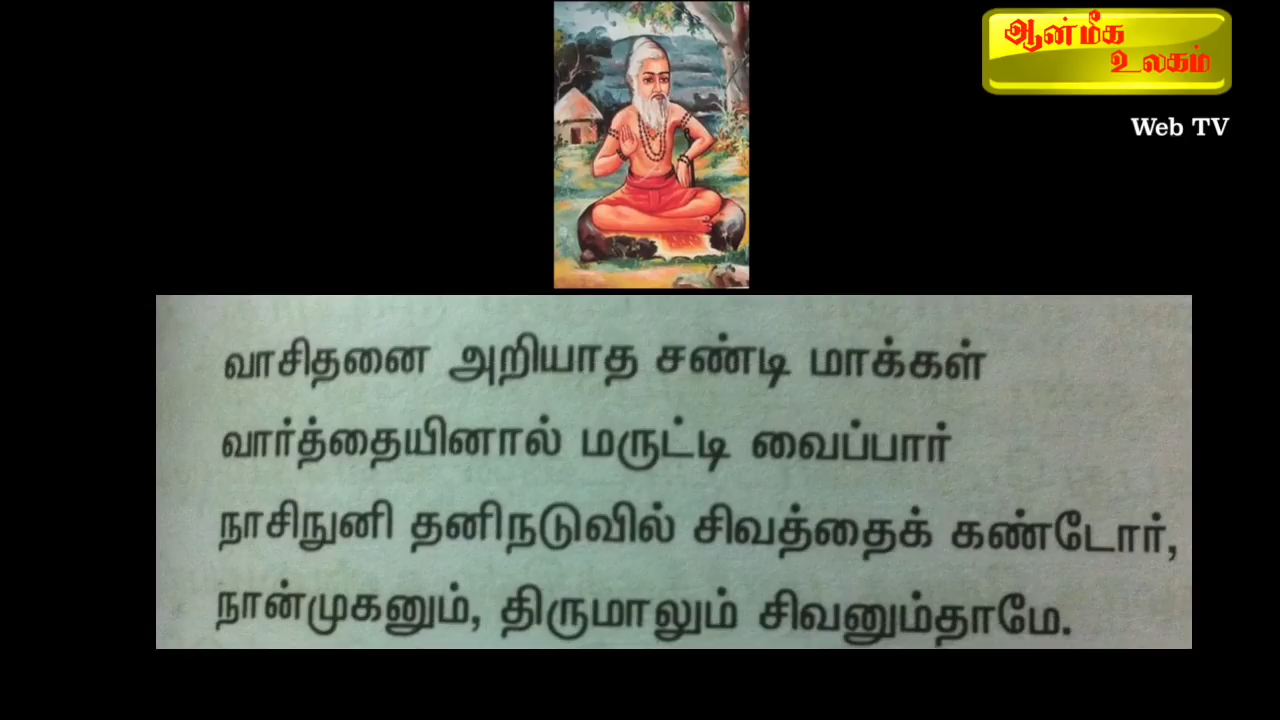 ஆன்மீக
உலகம்
Web TV
வாசிதனை அறியாத சண்டி மாக்கள்
வார்த்தையினால் மருட்டி வைப்பார்
நாசிநுனி தனிநடுவில் சிவத்தைக் கண்டோர்,
நான்முகனும், திருமாலும் சிவனும்தாமே.